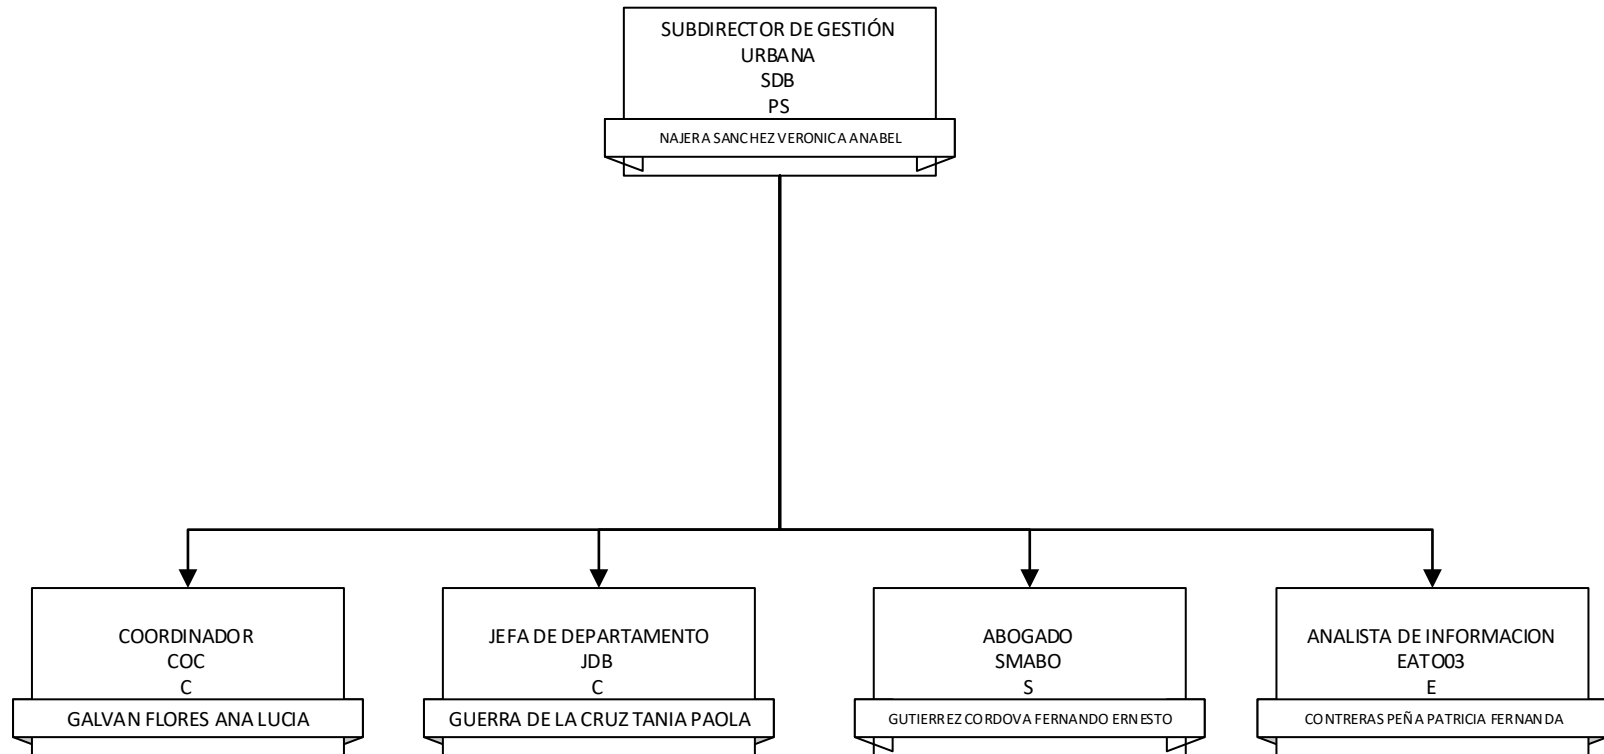 SUBDIRECTOR DE GESTIÓN
URBANA
SDB
PS
NAJERA SANCHEZ VERONICA ANABEL
COORDINADOR
COC
C
GALVAN FLORES ANA LUCIA
JEFA DE DEPARTAMENTO
JDB
C
GUERRA DE LA CRUZ TANIA PAOLA
ABOGADO
SMABO
S
GUTIERREZ CORDOVA FERNANDO ERNESTO
ANALISTA DE INFORMACION
EATO03
E
CONTRERAS PEÑA PATRICIA FERNANDA